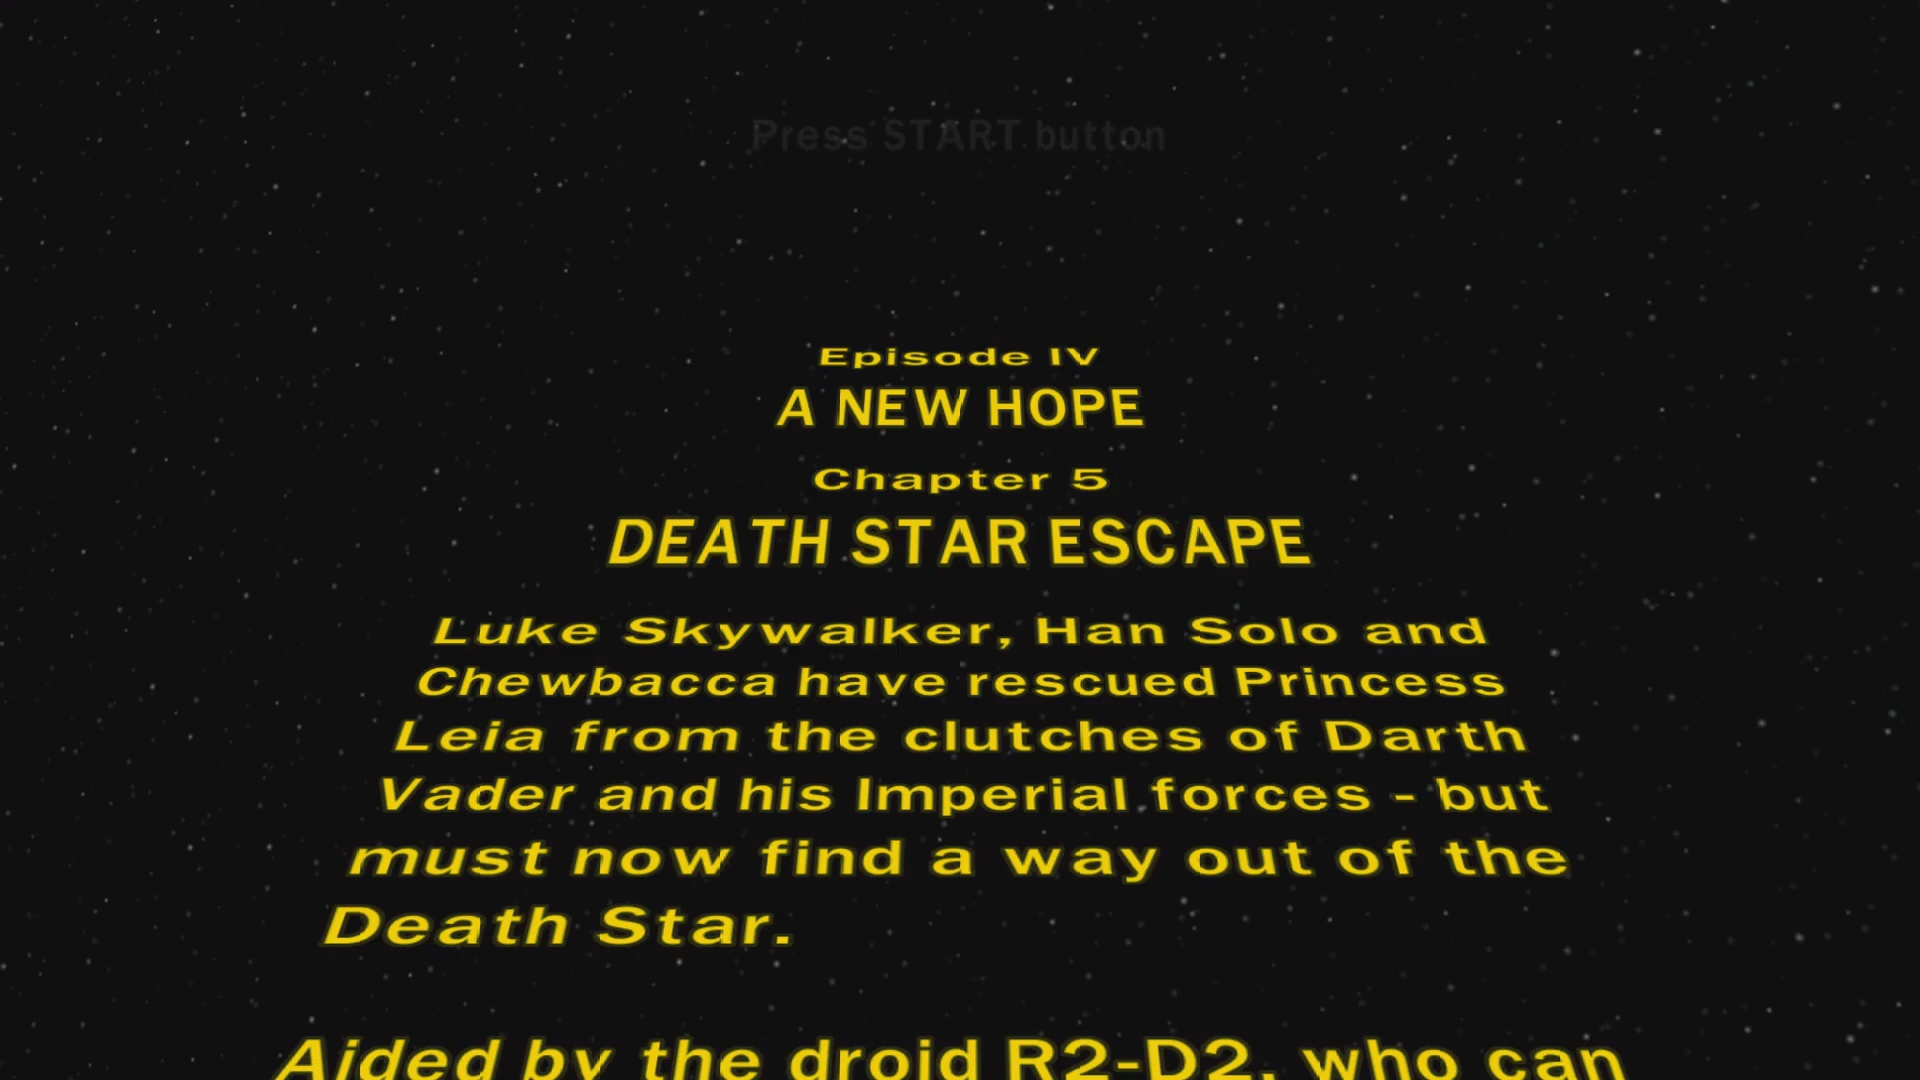 Press START button
Episode IV
A NEW HOPE
Chapter 5
DEATH STAR ESCAPE
Luke Skywalker, Han Solo and
Chewbacca have rescued Princess
Leia from the clutches of Darth
Vader and his Imperial forces - but
must now find a way out of the
Death Star.
Aided by the droid R2-D2, who can